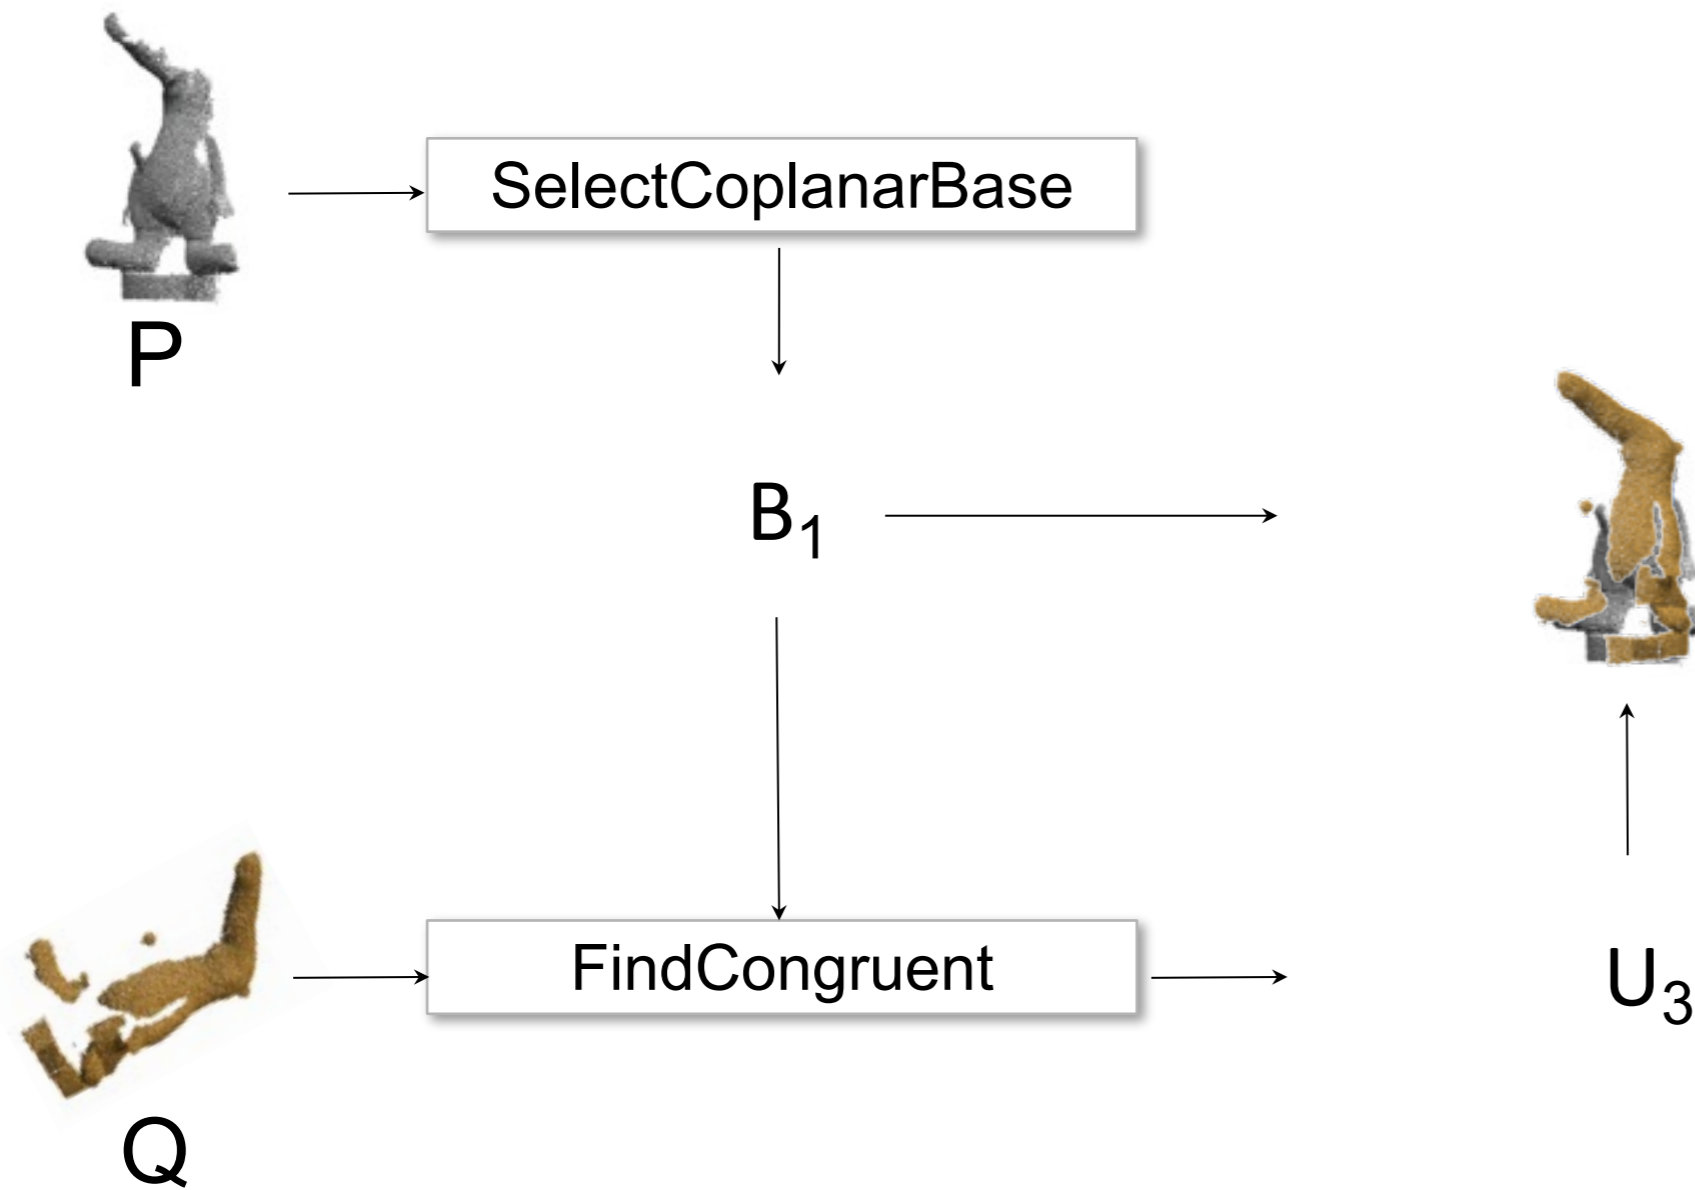 SelectCoplanarBase
P
B₁
FindCongruent
U₃
Q